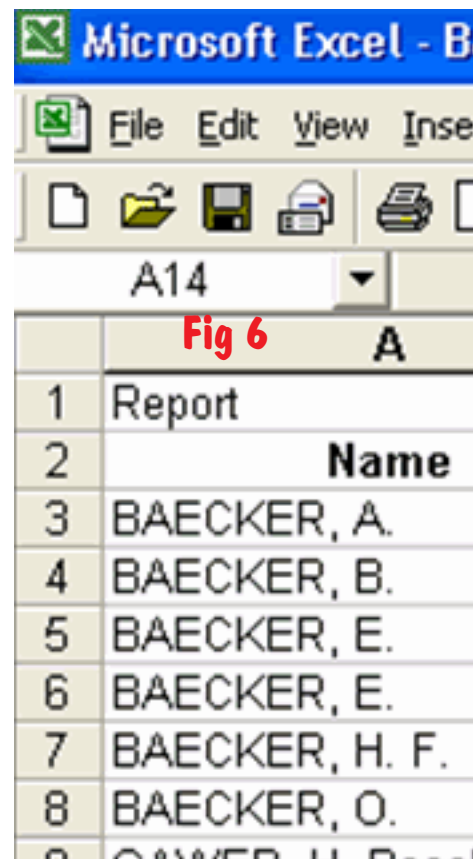 Microsoft Excel - B
File Edit View Inse
A14
Fig 6
A
1 Report
2 Name
3 BAECKER, A.
4 BAECKER, B.
5 BAECKER, E.
6 BAECKER, E.
7 BAECKER, H. F.
8 BAECKER, O.